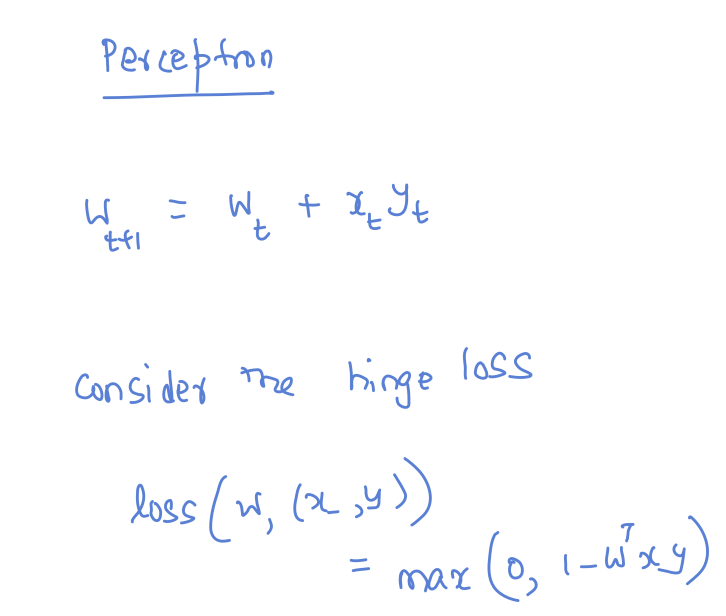 Perceptron
w_{t+1} = w_t + x_t y_t
Consider the hinge loss
loss(w, (x, y))
= max(0, 1 - w^T x y)